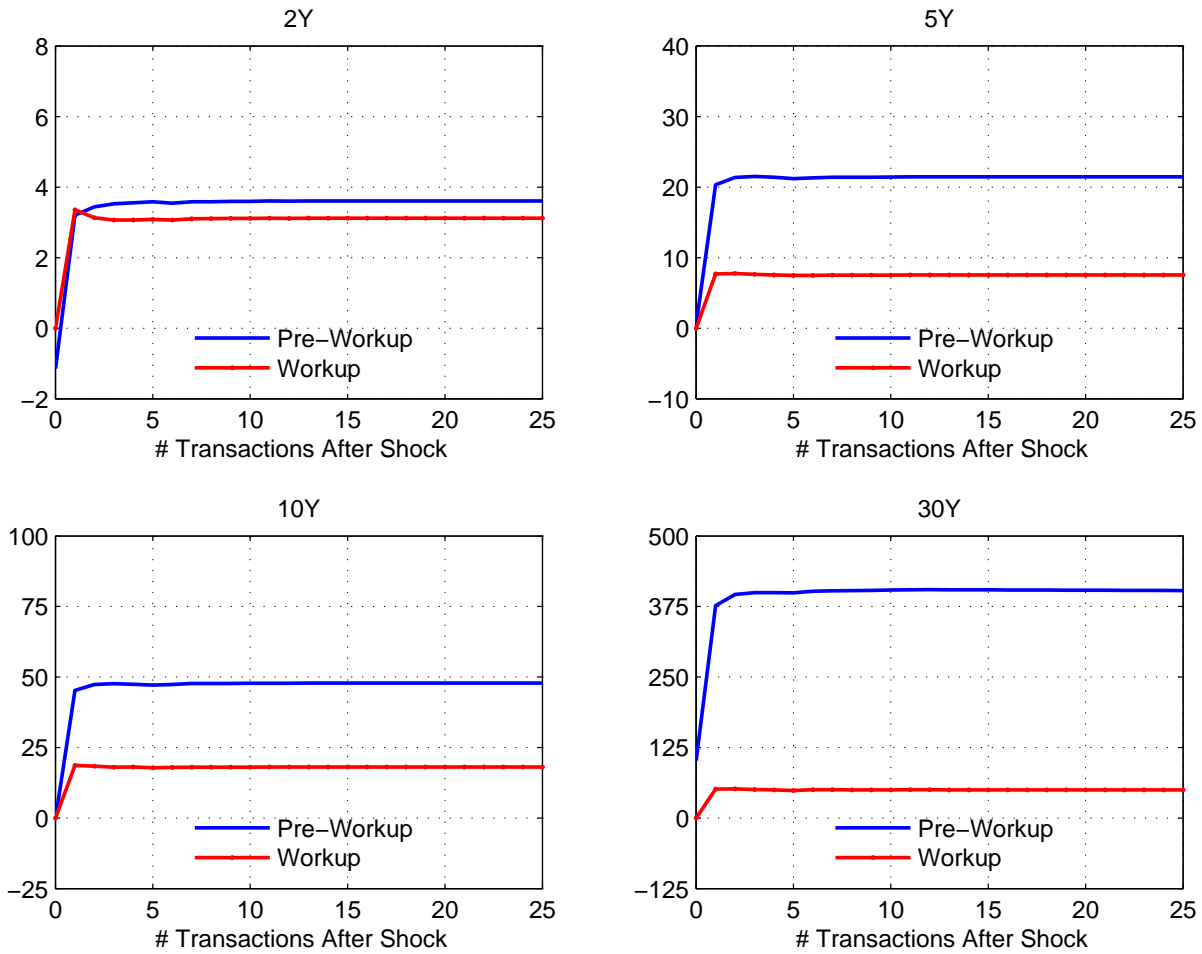 2Y
8
6
4
2
0
−2
0 5 10 15 20 25
Pre−Workup
Workup
# Transactions After Shock
5Y
40
30
20
10
0
−10
0 5 10 15 20 25
Pre−Workup
Workup
# Transactions After Shock
10Y
100
75
50
25
0
−25
0 5 10 15 20 25
Pre−Workup
Workup
# Transactions After Shock
30Y
500
375
250
125
0
−125
0 5 10 15 20 25
Pre−Workup
Workup
# Transactions After Shock